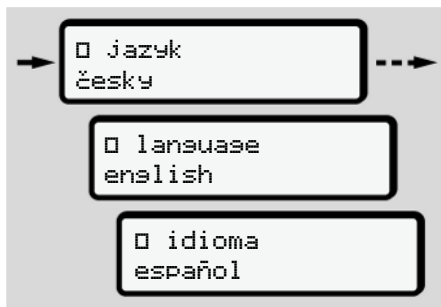 □ jazyk
česky
□ language
english
□ idioma
español